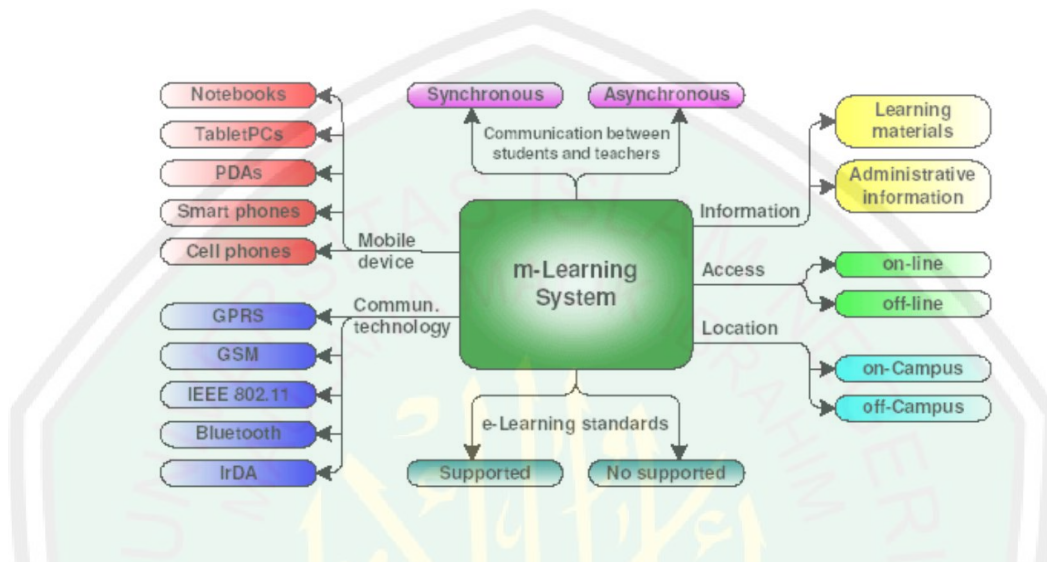 Notebooks
TabletPCs
PDAs
Smart phones
Cell phones
Mobile
device
Synchronous
Asynchronous
Communication between
students and teachers
Learning
materials
Administrative
information
Information
m-Learning
System
Access
on-line
off-line
Location
on-Campus
off-Campus
Commun.
technology
GPRS
GSM
IEEE 802.11
Bluetooth
IrDA
e-Learning standards
Supported
No supported